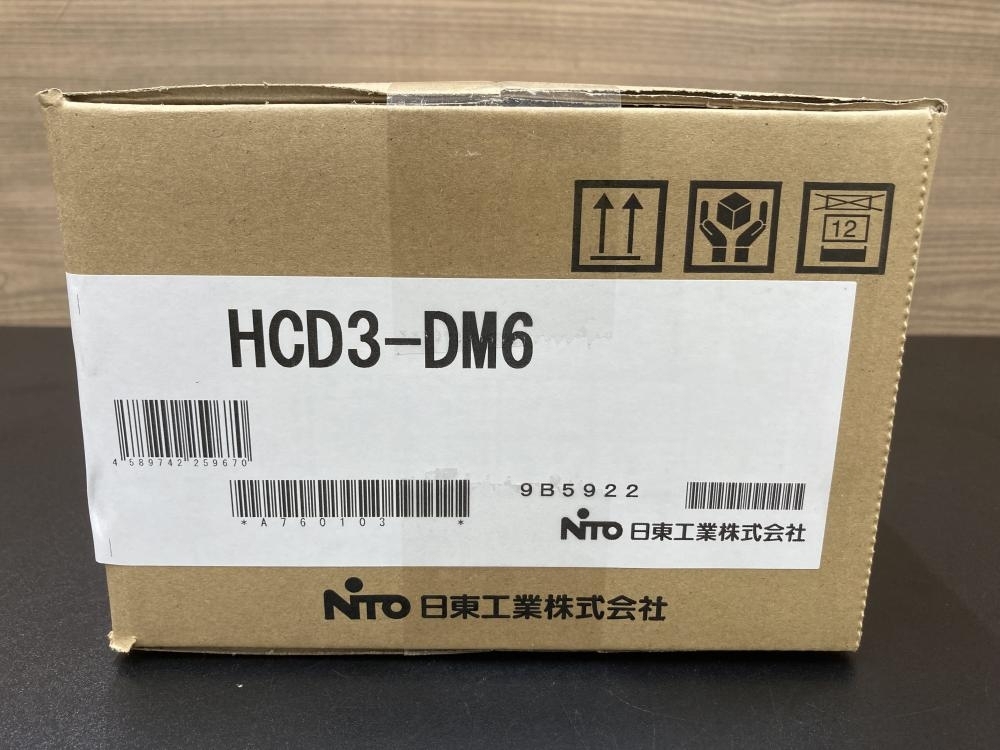 12
HCD3-DM6
4 589742 259670
*A760103 *
9B5922
NITO 日東工業株式会社
NITO 日東工業株式会社